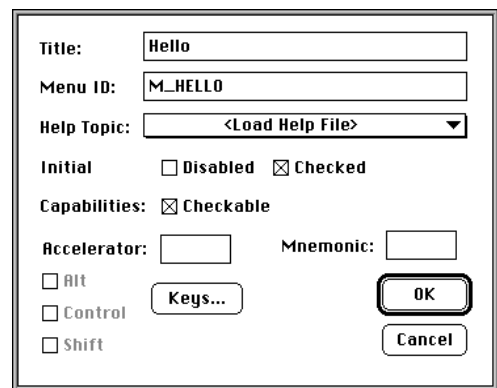 Title: Hello
Menu ID: M_HELLO
Help Topic: <Load Help File>
Initial Disabled Checked
Capabilities: Checkable
Accelerator: Mnemonic:
Alt
Keys... OK
Control
Shift Cancel